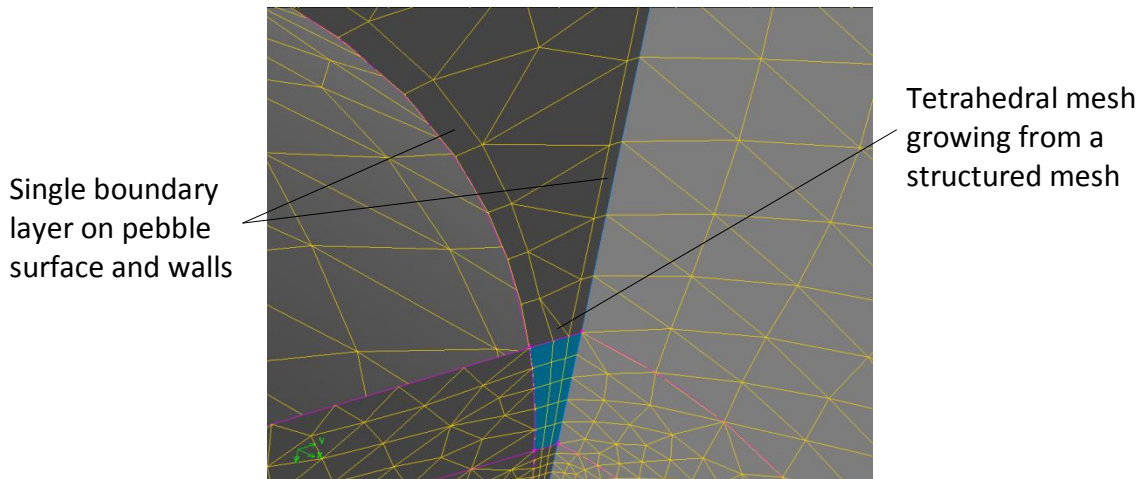 Single boundary
layer on pebble
surface and walls
Tetrahedral mesh
growing from a
structured mesh